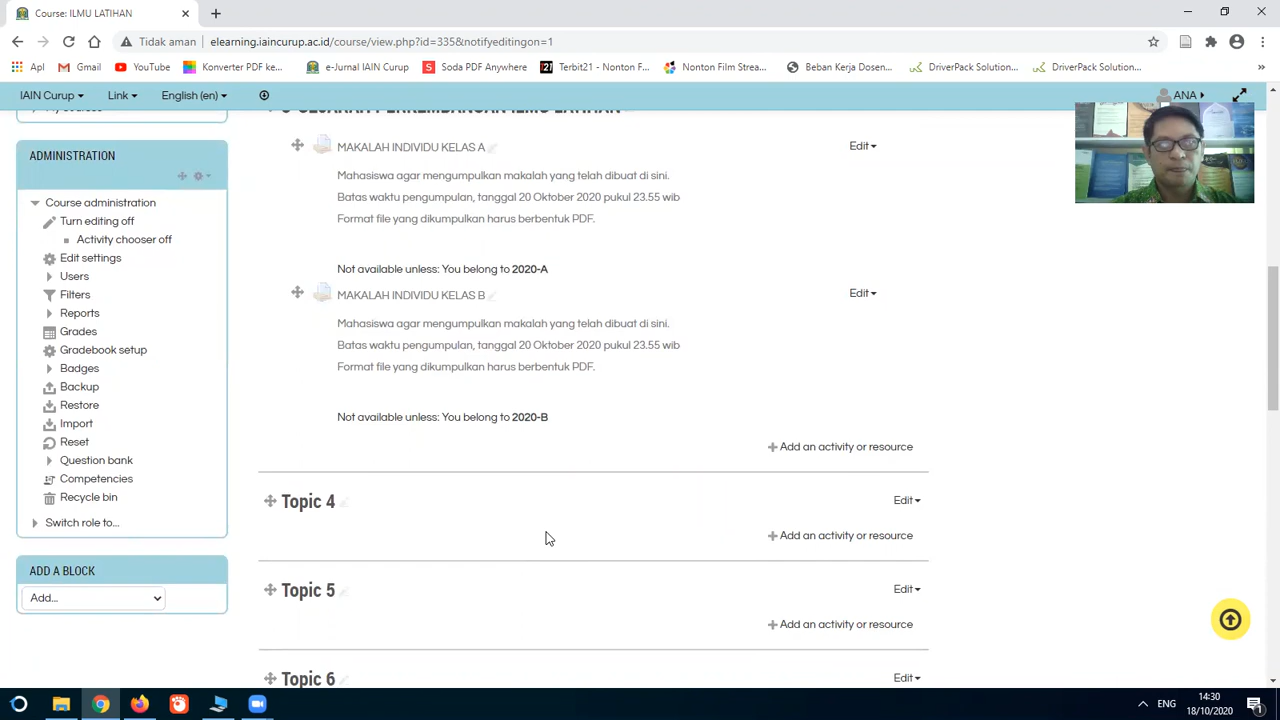 Course: ILMU LATIHAN
Tidak aman | elearning.iaincurup.ac.id/course/view.php?id=335&notifyeditingon=1
Apl Gmail YouTube Konverter PDF ke... e-Jurnal IAIN Curup Soda PDF Anywhere Terbit21 - Nonton F... Nonton Film Strea... Beban Kerja Dosen... DriverPack Solution... DriverPack Solution...
IAIN Curup Link English (en) ANA
ADMINISTRATION
Course administration
Turn editing off
Activity chooser off
Edit settings
Users
Filters
Reports
Grades
Gradebook setup
Badges
Backup
Restore
Import
Reset
Question bank
Competencies
Recycle bin
Switch role to...
ADD A BLOCK
Add...
MAKALAH INDIVIDU KELAS A
Edit
Mahasiswa agar mengumpulkan makalah yang telah dibuat di sini.
Batas waktu pengumpulan, tanggal 20 Oktober 2020 pukul 23.55 wib
Format file yang dikumpulkan harus berbentuk PDF.
Not available unless: You belong to 2020-A
MAKALAH INDIVIDU KELAS B
Edit
Mahasiswa agar mengumpulkan makalah yang telah dibuat di sini.
Batas waktu pengumpulan, tanggal 20 Oktober 2020 pukul 23.55 wib
Format file yang dikumpulkan harus berbentuk PDF.
Not available unless: You belong to 2020-B
Add an activity or resource
Topic 4
Edit
Add an activity or resource
Topic 5
Edit
Add an activity or resource
Topic 6
Edit
ENG
14:30
18/10/2020